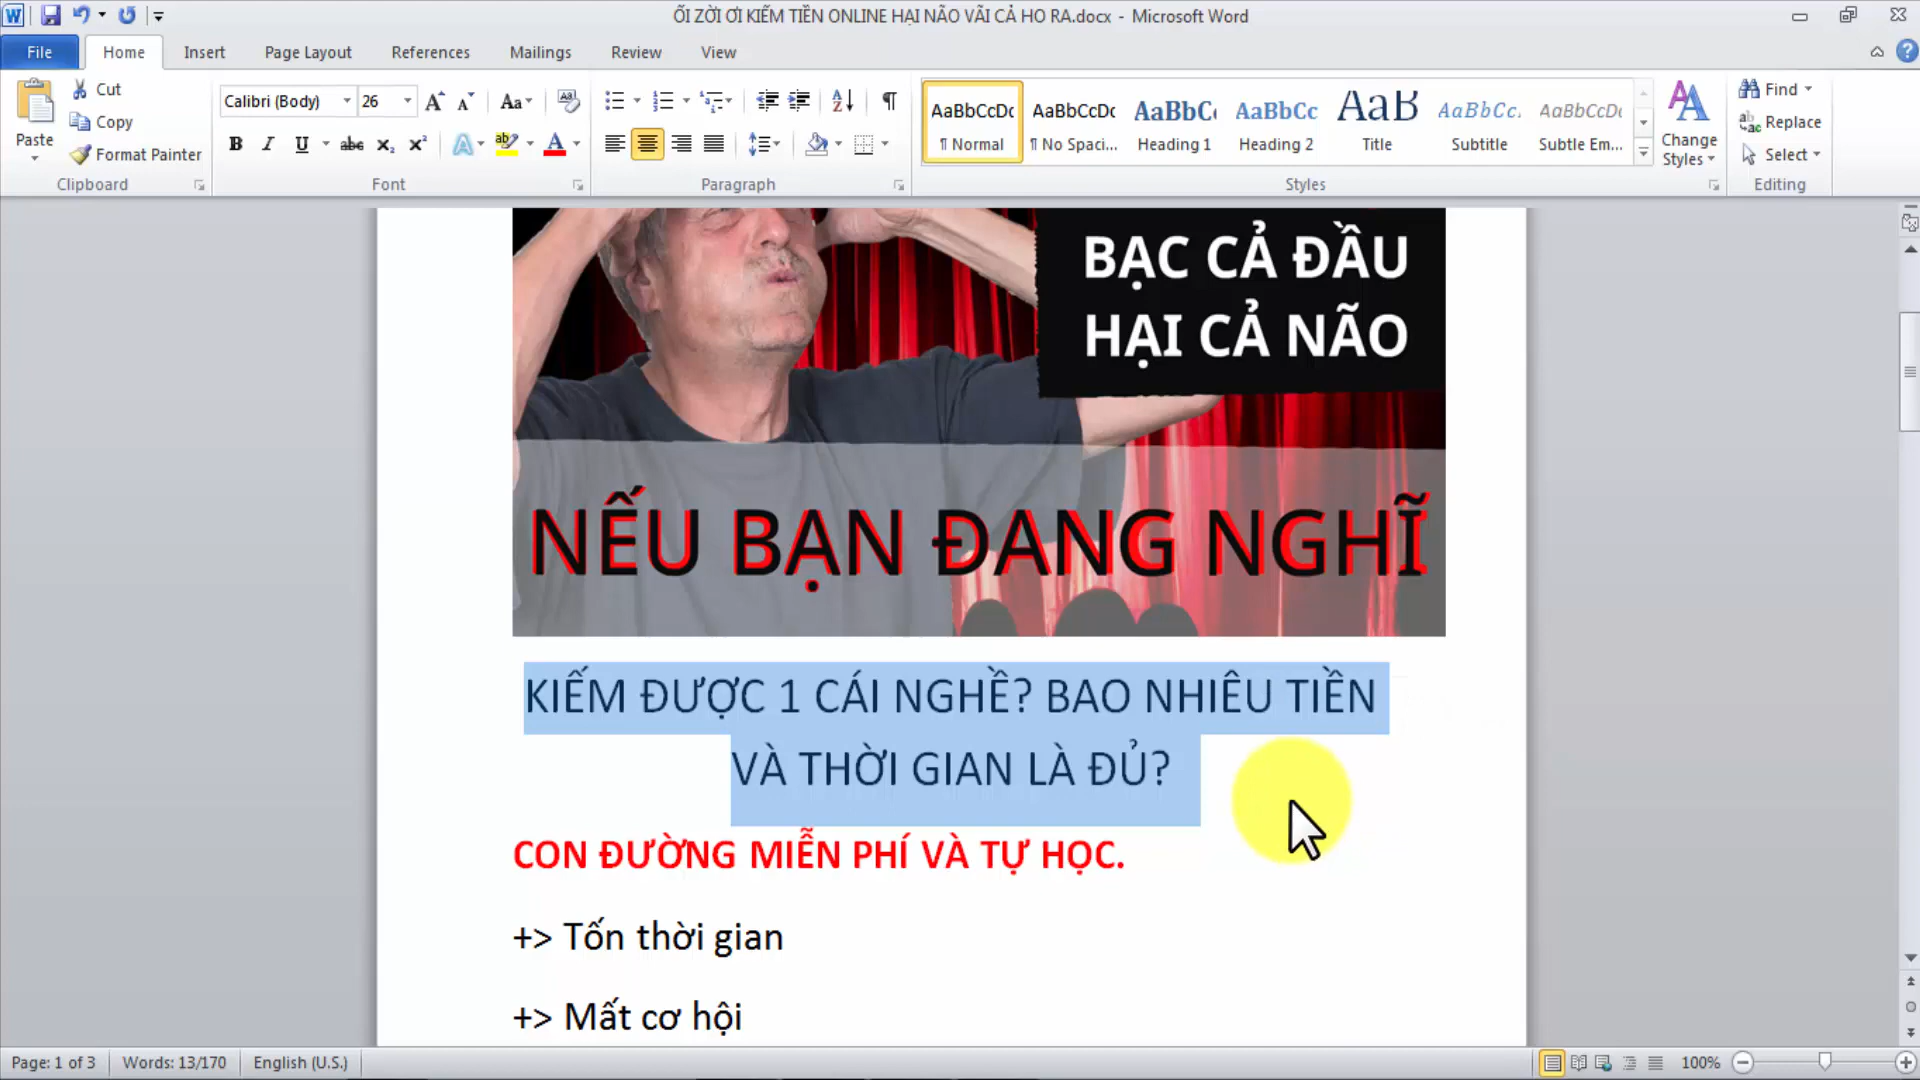 ỐI ZỜI ƠI KIẾM TIỀN ONLINE HẠI NÃO VÃI CẢ HO RA.docx - Microsoft Word
File Home Insert Page Layout References Mailings Review View
Cut
Copy
Format Painter
Paste
Clipboard
Calibri (Body) 26
Font
Paragraph
AaBbCcDc AaBbCcDc AaBbC AaBbCc AaB AaBbCc. AaBbCcDc
¶ Normal ¶ No Spaci... Heading 1 Heading 2 Title Subtitle Subtle Em...
Styles
Change
Styles
Find
Replace
Select
Editing
BẠC CẢ ĐẦU
HẠI CẢ NÃO
NẾU BẠN ĐANG NGHĨ
KIẾM ĐƯỢC 1 CÁI NGHỀ? BAO NHIÊU TIỀN
VÀ THỜI GIAN LÀ ĐỦ?
CON ĐƯỜNG MIỄN PHÍ VÀ TỰ HỌC.
+> Tốn thời gian
+> Mất cơ hội
Page: 1 of 3 Words: 13/170 English (U.S.) 100%